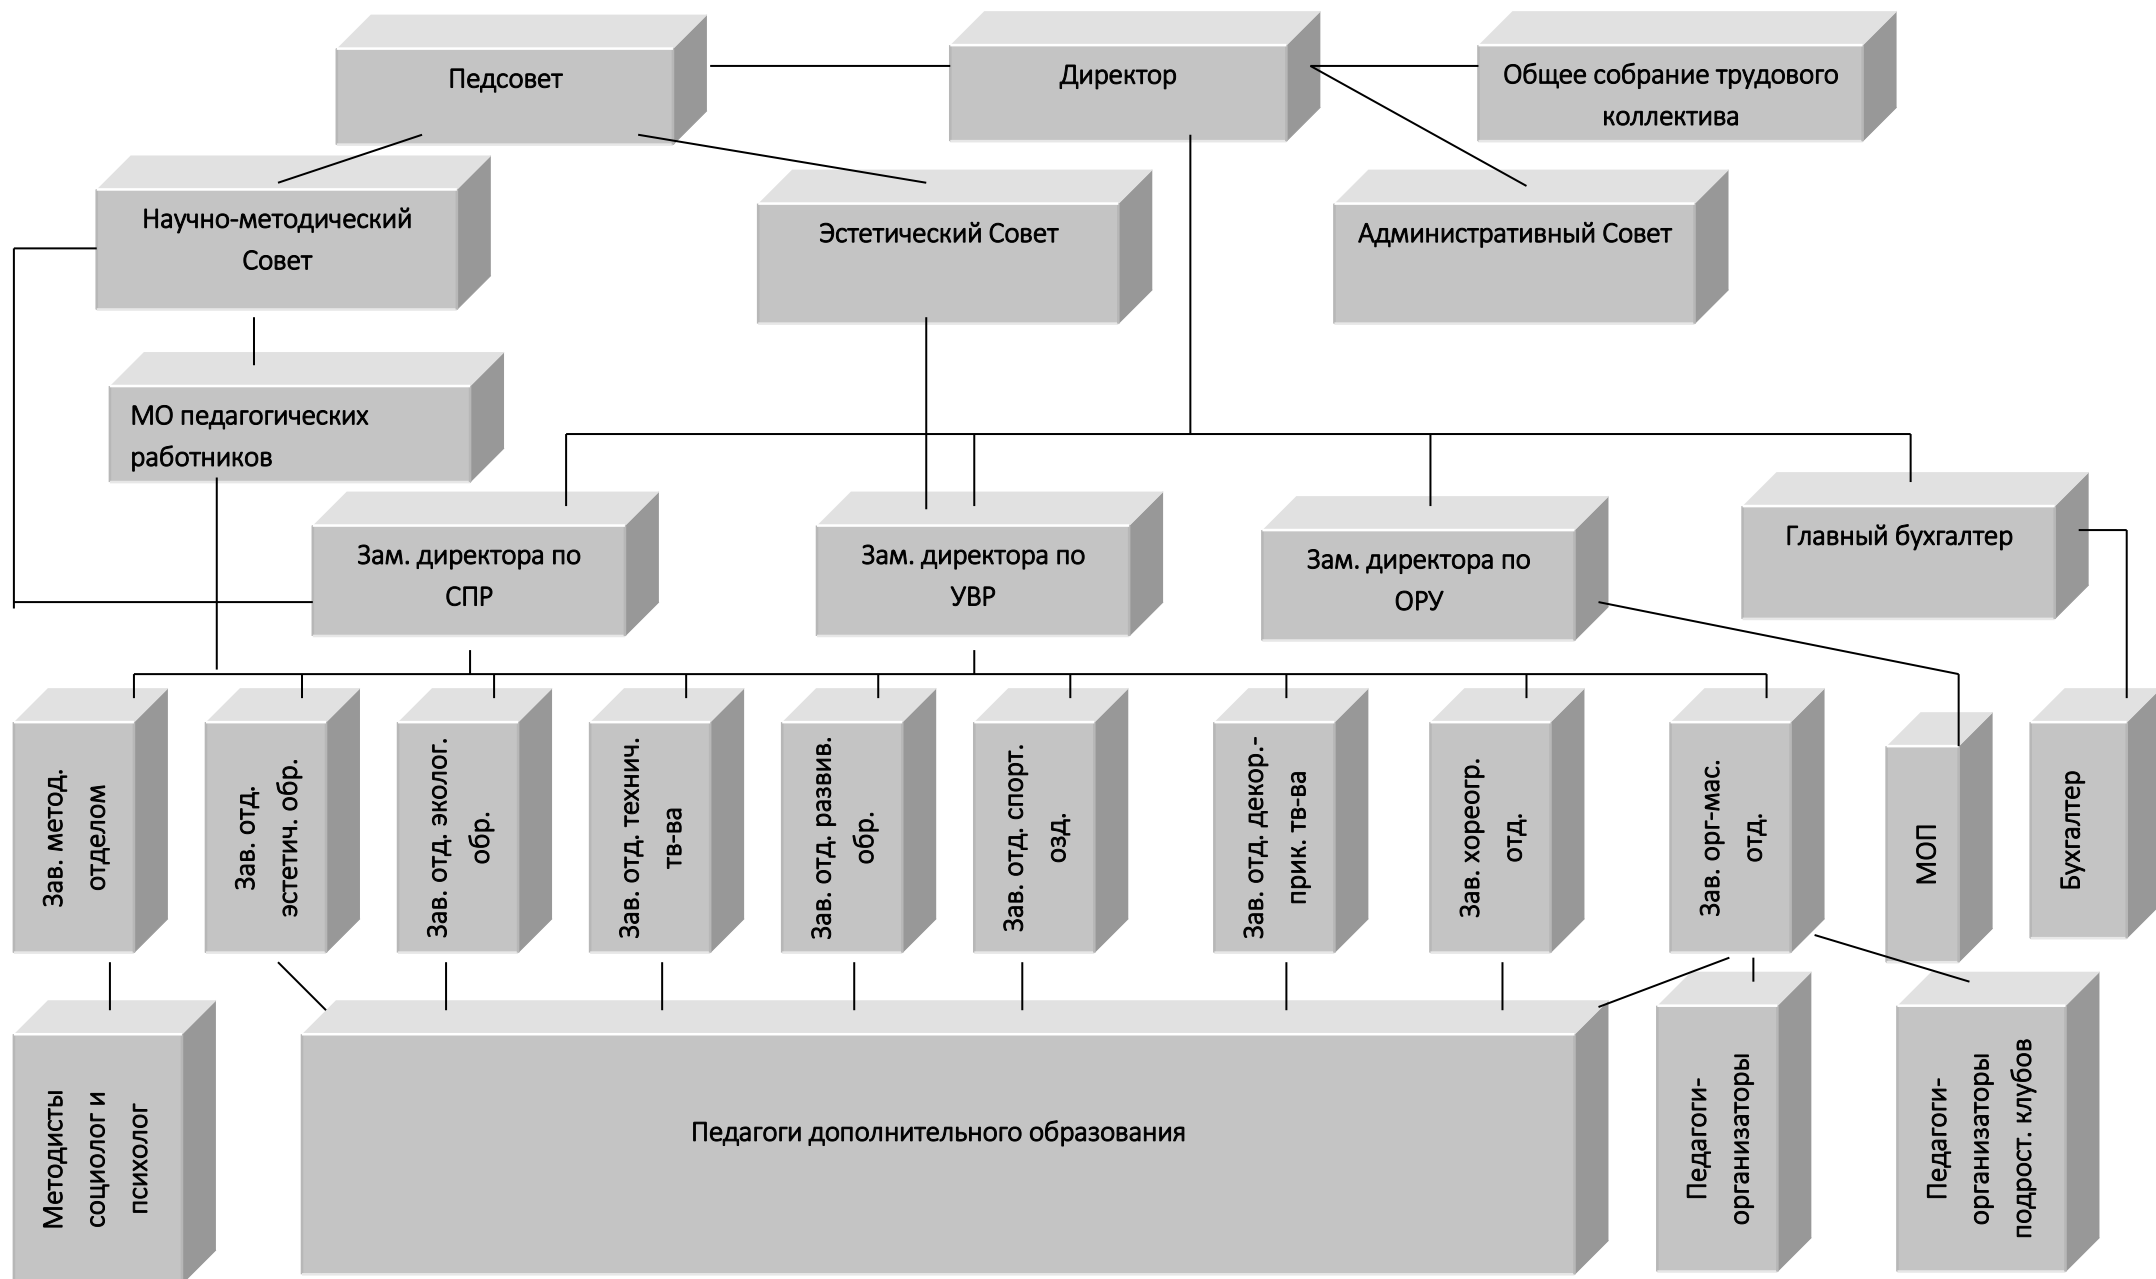 Педсовет
Директор
Общее собрание трудового
коллектива
Научно-методический
Совет
Эстетический Совет
Административный Совет
МО педагогических
работников
Зам. директора по
СПР
Зам. директора по
УВР
Зам. директора по
ОРУ
Главный бухгалтер
Зав. метод.
отделом
Зав. отд.
эстетич. обр.
Зав. отд. эколог.
обр.
Зав. отд. технич.
тв-ва
Зав. отд. развив.
обр.
Зав. отд. спорт.
озд.
Зав. отд. декор.-
прик. тв-ва
Зав. хореогр.
отд.
Зав. орг-мас.
отд.
МОП
Бухгалтер
Методисты
социолог и
психолог
Педагоги дополнительного образования
Педагоги-
организаторы
Педагоги-
организаторы
подрост. клубов